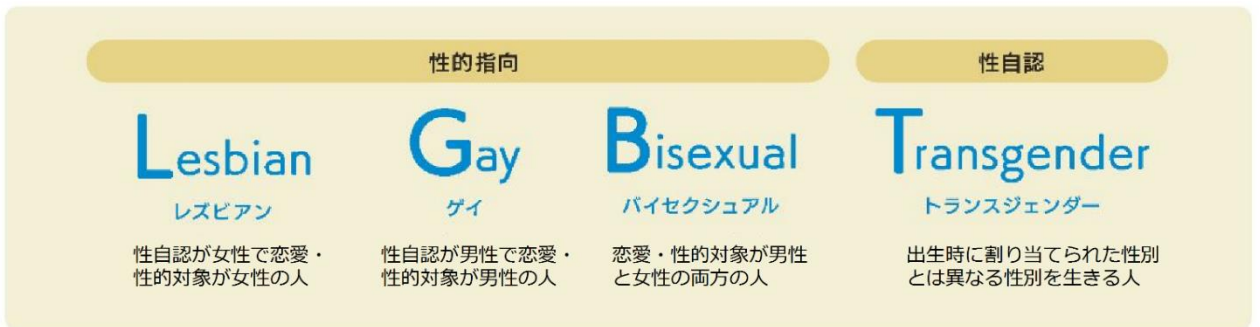 性的指向
性自認
Lesbian
Gay
Bisexual
Transgender
レズビアン
ゲイ
バイセクシュアル
トランスジェンダー
性自認が女性で恋愛・
性的対象が女性の人
性自認が男性で恋愛・
性的対象が男性の人
恋愛・性的対象が男性
と女性の両方の人
出生時に割り当てられた性別
とは異なる性別を生きる人